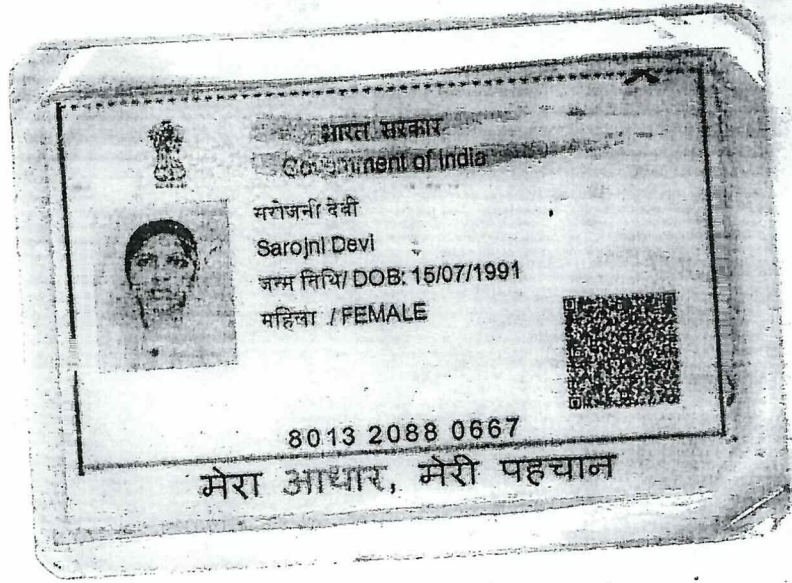 भारत सरकार
Government of India
सरोजनी देवी
Sarojni Devi
जन्म तिथि/ DOB: 15/07/1991
महिला / FEMALE
8013 2088 0667
मेरा आधार, मेरी पहचान